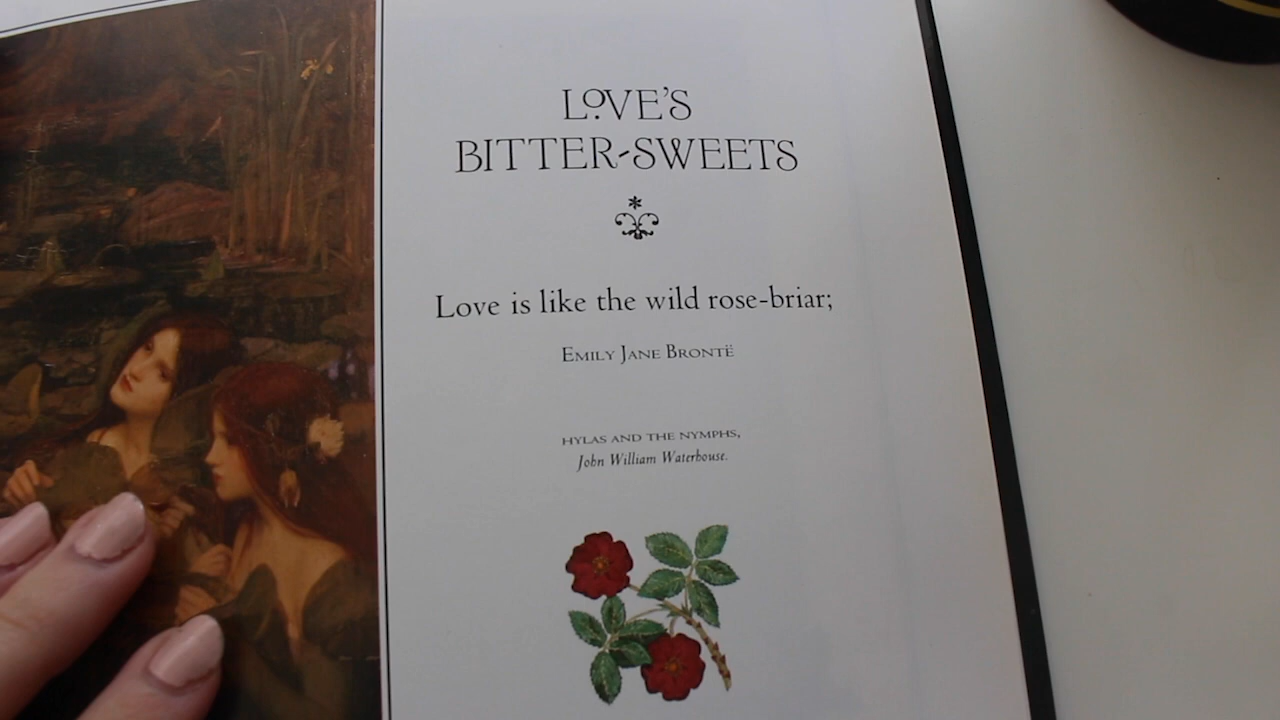 LOVE'S
BITTER-SWEETS
Love is like the wild rose-briar;
EMILY JANE BRONTË
HYLAS AND THE NYMPHS,
John William Waterhouse.